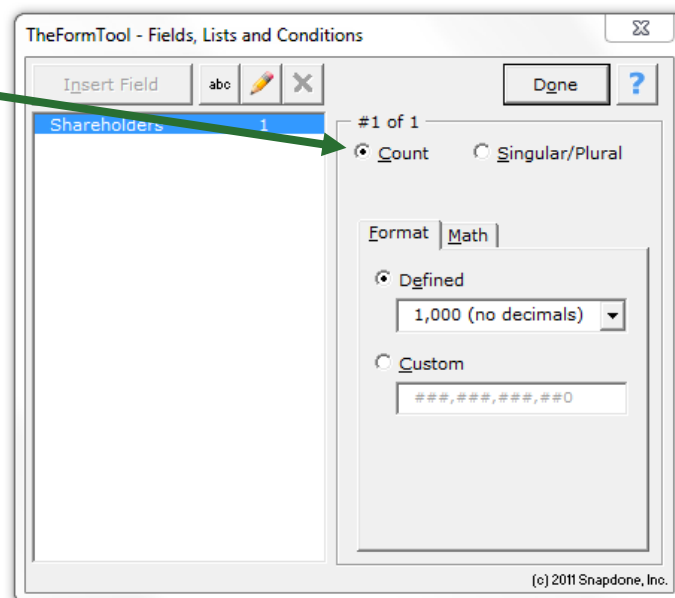 TheFormTool - Fields, Lists and Conditions
Insert Field abc Done ?
Shareholders 1
#1 of 1
Count Singular/Plural
Format Math
Defined
1,000 (no decimals)
Custom
###,###,###,##0
(c) 2011 Snapdone, Inc.